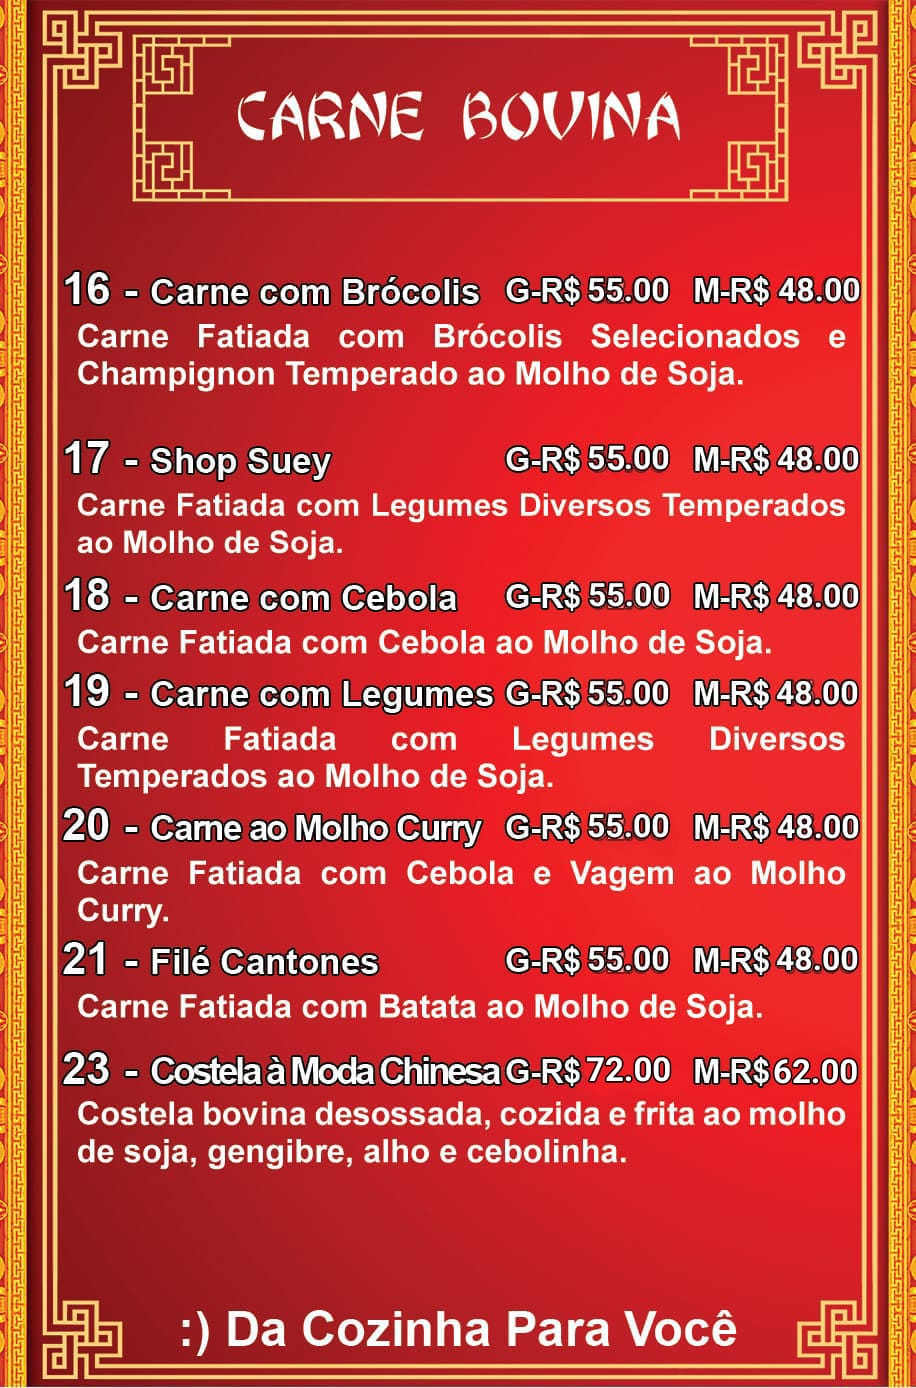 CARNE BOVINA
16 - Carne com Brócolis G-R$ 55.00 M-R$ 48.00
Carne Fatiada com Brócolis Selecionados e
Champignon Temperado ao Molho de Soja.
17 - Shop Suey G-R$ 55.00 M-R$ 48.00
Carne Fatiada com Legumes Diversos Temperados
ao Molho de Soja.
18 - Carne com Cebola G-R$ 55.00 M-R$ 48.00
Carne Fatiada com Cebola ao Molho de Soja.
19 - Carne com Legumes G-R$ 55.00 M-R$ 48.00
Carne Fatiada com Legumes Diversos
Temperados ao Molho de Soja.
20 - Carne ao Molho Curry G-R$ 55.00 M-R$ 48.00
Carne Fatiada com Cebola e Vagem ao Molho
Curry.
21 - Filé Cantones G-R$ 55.00 M-R$ 48.00
Carne Fatiada com Batata ao Molho de Soja.
23 - Costela à Moda Chinesa G-R$ 72.00 M-R$ 62.00
Costela bovina desossada, cozida e frita ao molho
de soja, gengibre, alho e cebolinha.
:) Da Cozinha Para Você